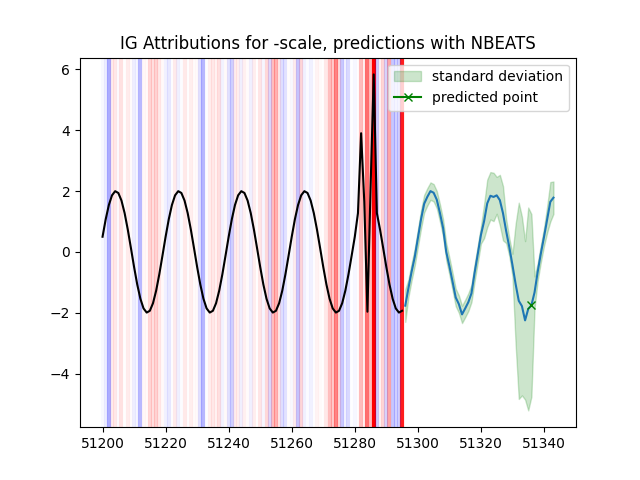 IG Attributions for -scale, predictions with NBEATS
standard deviation
predicted point
6
4
2
0
−2
−4
51200 51220 51240 51260 51280 51300 51320 51340